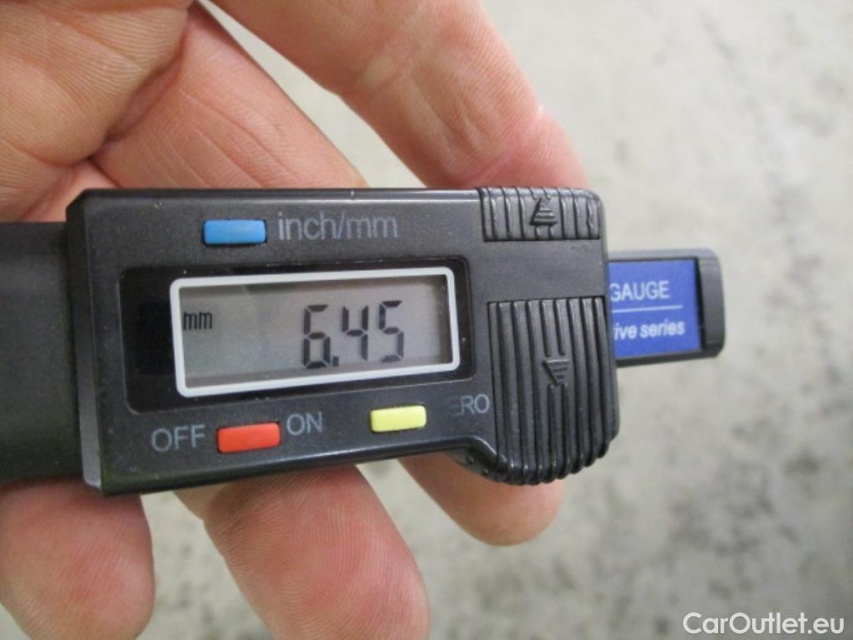 inch/mm
mm
6.45
OFF ON ERO
GAUGE
ive series
CarOutlet.eu